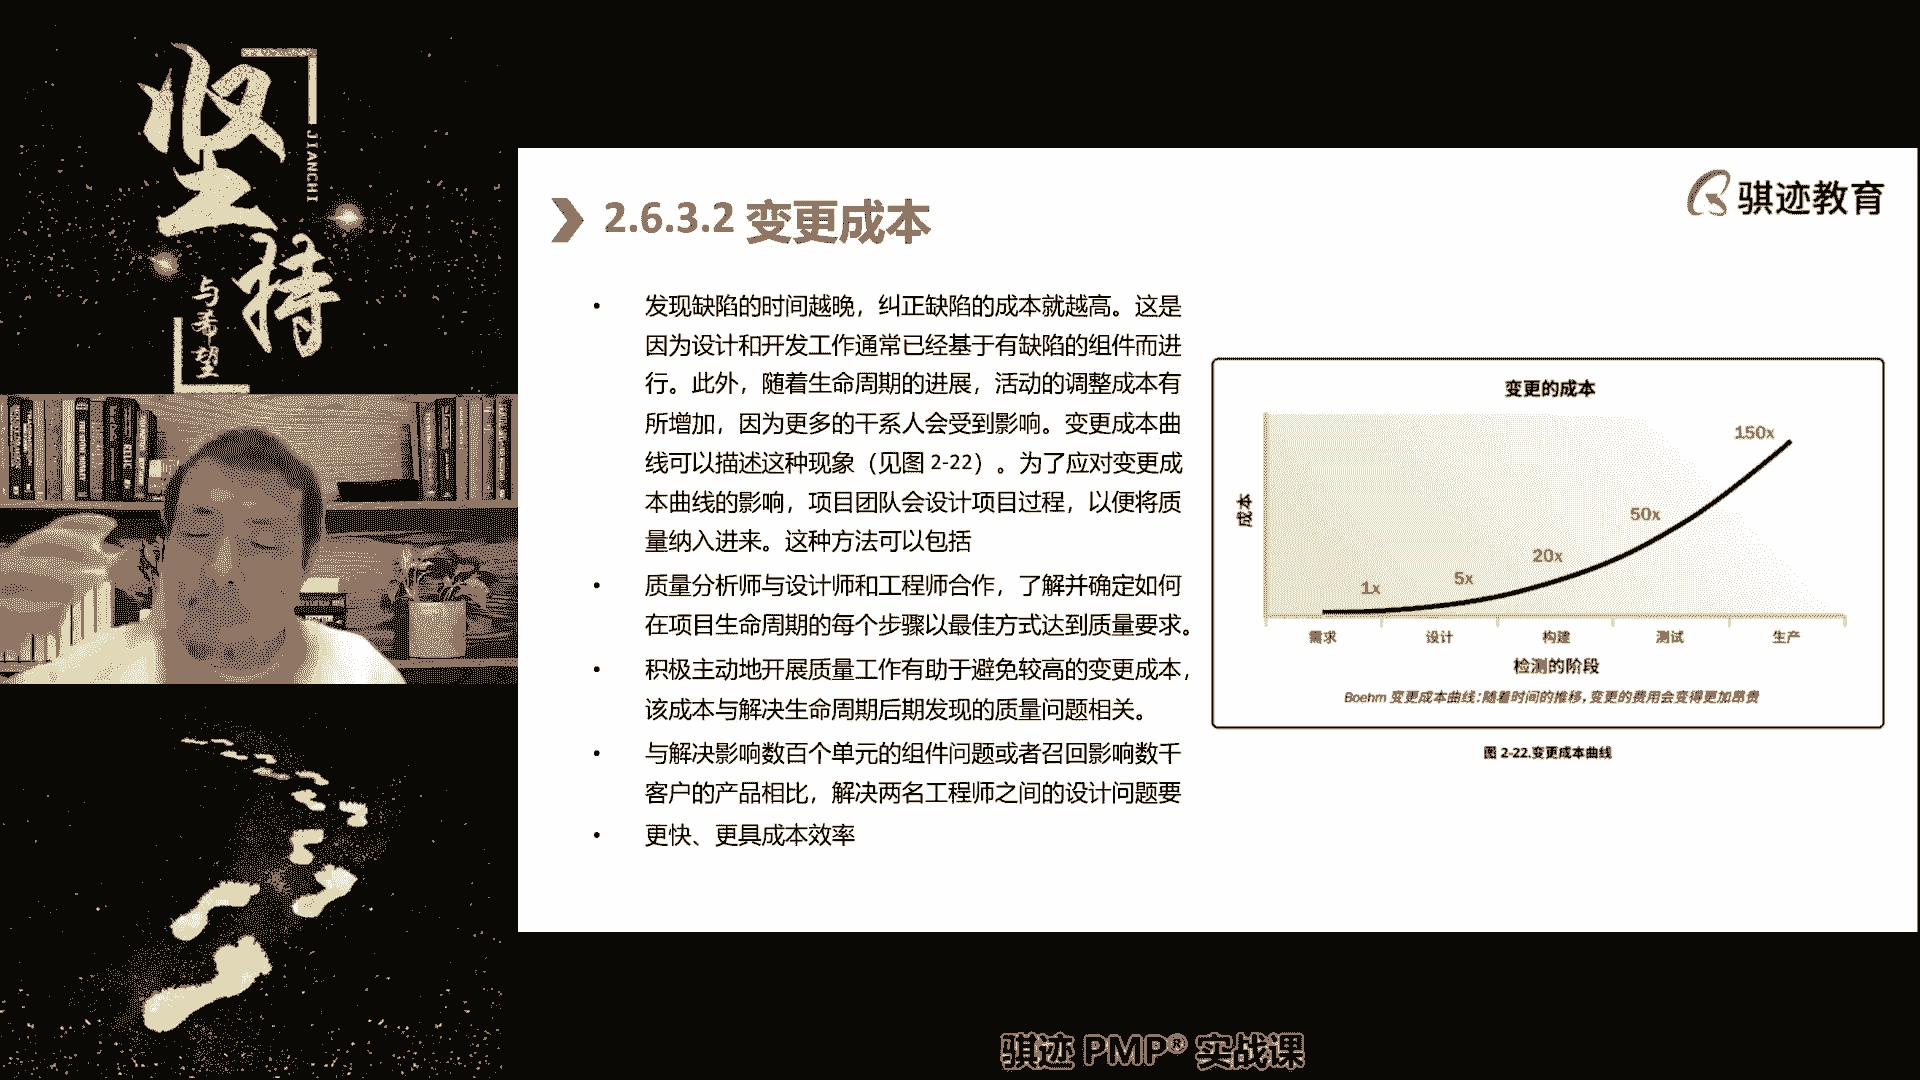 坚持
JIANCHI
与希望
骐迹教育
2.6.3.2 变更成本
• 发现缺陷的时间越晚，纠正缺陷的成本就越高。这是
因为设计和开发工作通常已经基于有缺陷的组件而进
行。此外，随着生命周期的进展，活动的调整成本有
所增加，因为更多的干系人会受到影响。变更成本曲
线可以描述这种现象（见图 2-22）。为了应对变更成
本曲线的影响，项目团队会设计项目过程，以便将质
量纳入进来。这种方法可以包括
• 质量分析师与设计师和工程师合作，了解并确定如何
在项目生命周期的每个步骤以最佳方式达到质量要求。
• 积极主动地开展质量工作有助于避免较高的变更成本，
该成本与解决生命周期后期发现的质量问题相关。
• 与解决影响数百个单元的组件问题或者召回影响数千
客户的产品相比，解决两名工程师之间的设计问题要
• 更快、更具成本效率
变更的成本
150x
50x
20x
5x
1x
成本
需求 设计 构建 测试 生产
检测的阶段
Boehm 变更成本曲线：随着时间的推移，变更的费用会变得更加昂贵
图 2-22.变更成本曲线
骐迹 PMP® 实战课